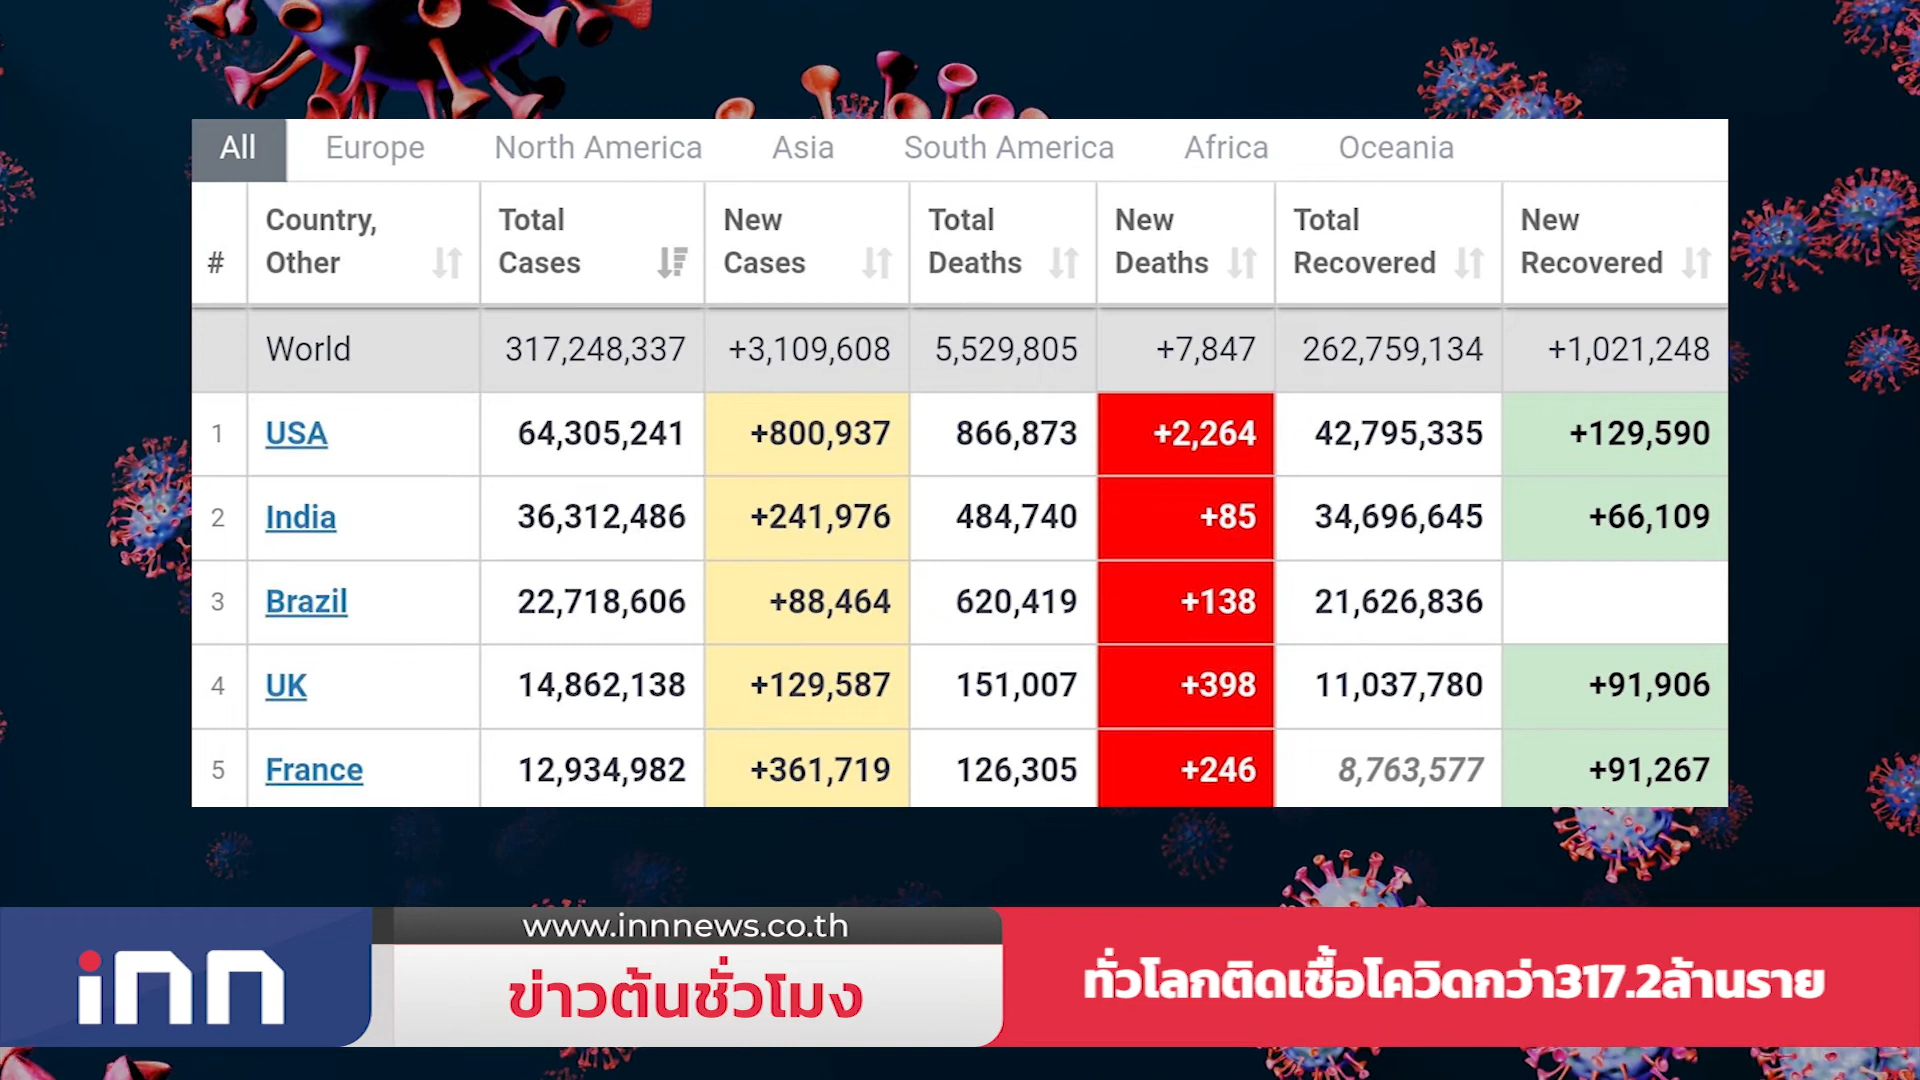 All Europe North America Asia South America Africa Oceania
# Country, Other Total Cases New Cases Total Deaths New Deaths Total Recovered New Recovered
World 317,248,337 +3,109,608 5,529,805 +7,847 262,759,134 +1,021,248
1 USA 64,305,241 +800,937 866,873 +2,264 42,795,335 +129,590
2 India 36,312,486 +241,976 484,740 +85 34,696,645 +66,109
3 Brazil 22,718,606 +88,464 620,419 +138 21,626,836
4 UK 14,862,138 +129,587 151,007 +398 11,037,780 +91,906
5 France 12,934,982 +361,719 126,305 +246 8,763,577 +91,267
inn
www.innnews.co.th
ข่าวต้นชั่วโมง
ทั่วโลกติดเชื้อโควิดกว่า317.2ล้านราย